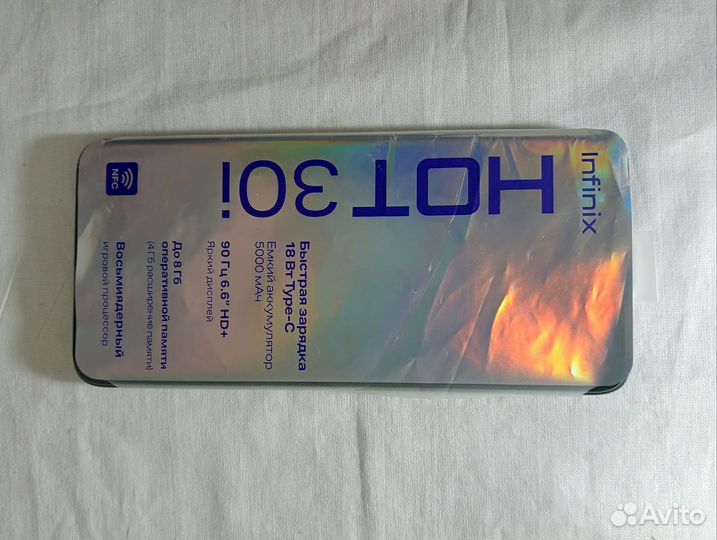 Infinix
HOT 30i
Быстрая зарядка
18 Вт Type-C
Емкий аккумулятор
5000 мАч
90 Гц 6.6" HD+
Яркий дисплей
До 8 Гб
оперативной памяти
(4 Гб расширение памяти)
Восьмиядерный
игровой процессор
NFC
Avito